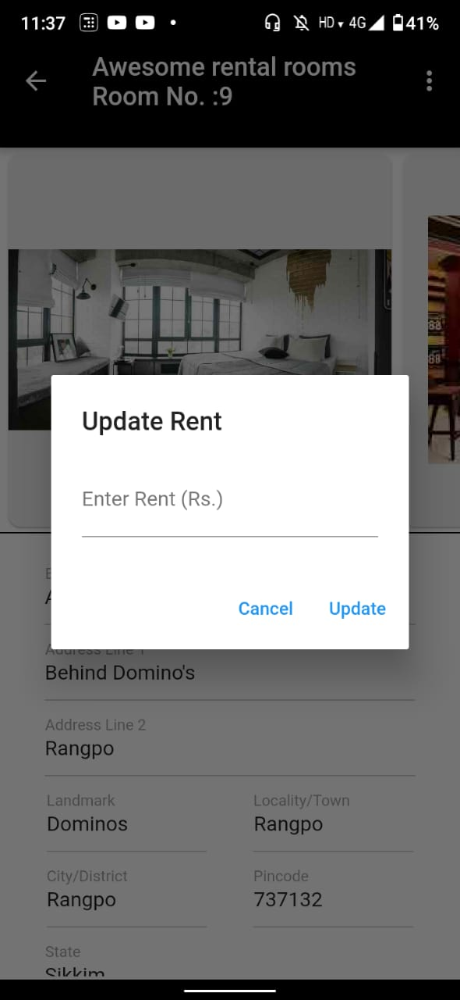 11:37
HD 4G 41%
Awesome rental rooms
Room No. :9
88
88
Update Rent
Enter Rent (Rs.)
Cancel Update
Address Line 1
Behind Domino's
Address Line 2
Rangpo
Landmark Locality/Town
Dominos Rangpo
City/District Pincode
Rangpo 737132
State
Sikkim